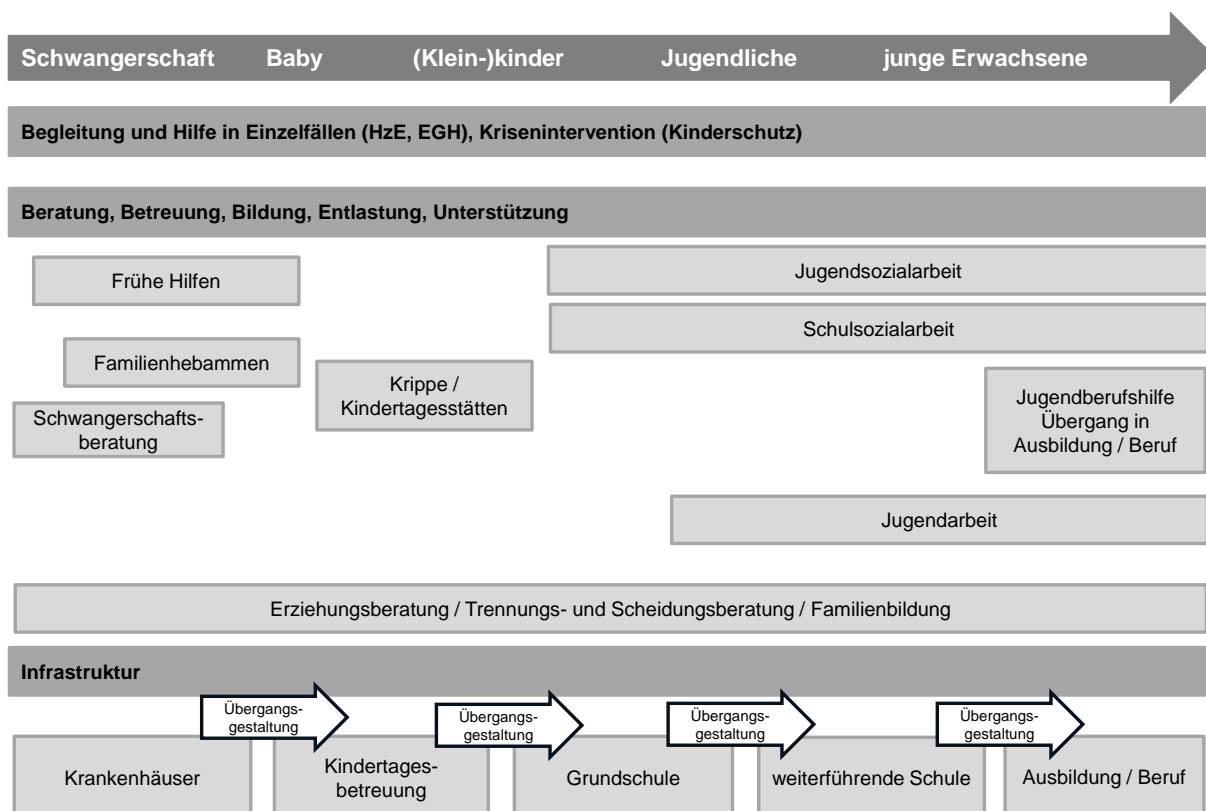 Schwangerschaft Baby (Klein-)kinder Jugendliche junge Erwachsene
Begleitung und Hilfe in Einzelfällen (HzE, EGH), Krisenintervention (Kinderschutz)
Beratung, Betreuung, Bildung, Entlastung, Unterstützung
Frühe Hilfen
Jugendsozialarbeit
Schulsozialarbeit
Familienhebammen
Krippe /
Kindertagesstätten
Jugendberufshilfe
Übergang in
Ausbildung / Beruf
Schwangerschafts-
beratung
Jugendarbeit
Erziehungsberatung / Trennungs- und Scheidungsberatung / Familienbildung
Infrastruktur
Übergangs-
gestaltung
Übergangs-
gestaltung
Übergangs-
gestaltung
Übergangs-
gestaltung
Krankenhäuser
Kindertages-
betreuung
Grundschule
weiterführende Schule
Ausbildung / Beruf